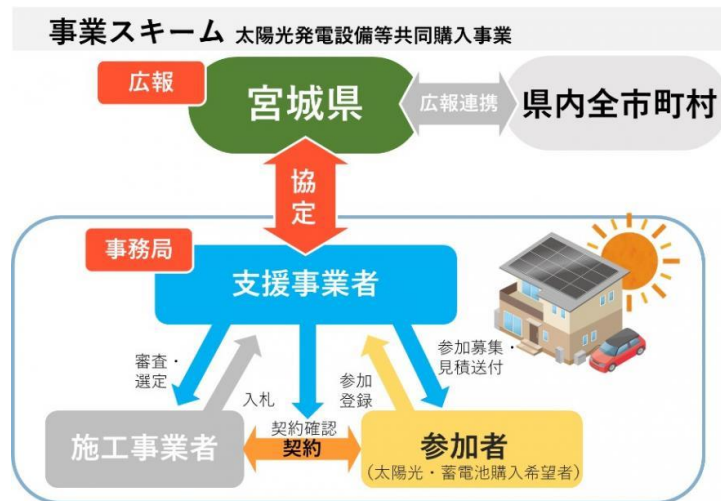 事業スキーム 太陽光発電設備等共同購入事業
広報
宮城県
広報連携
県内全市町村
協
定
事務局
支援事業者
審査・
選定
入札
契約確認
参加
登録
参加募集・
見積送付
施工事業者
契約
参加者
(太陽光・蓄電池購入希望者)